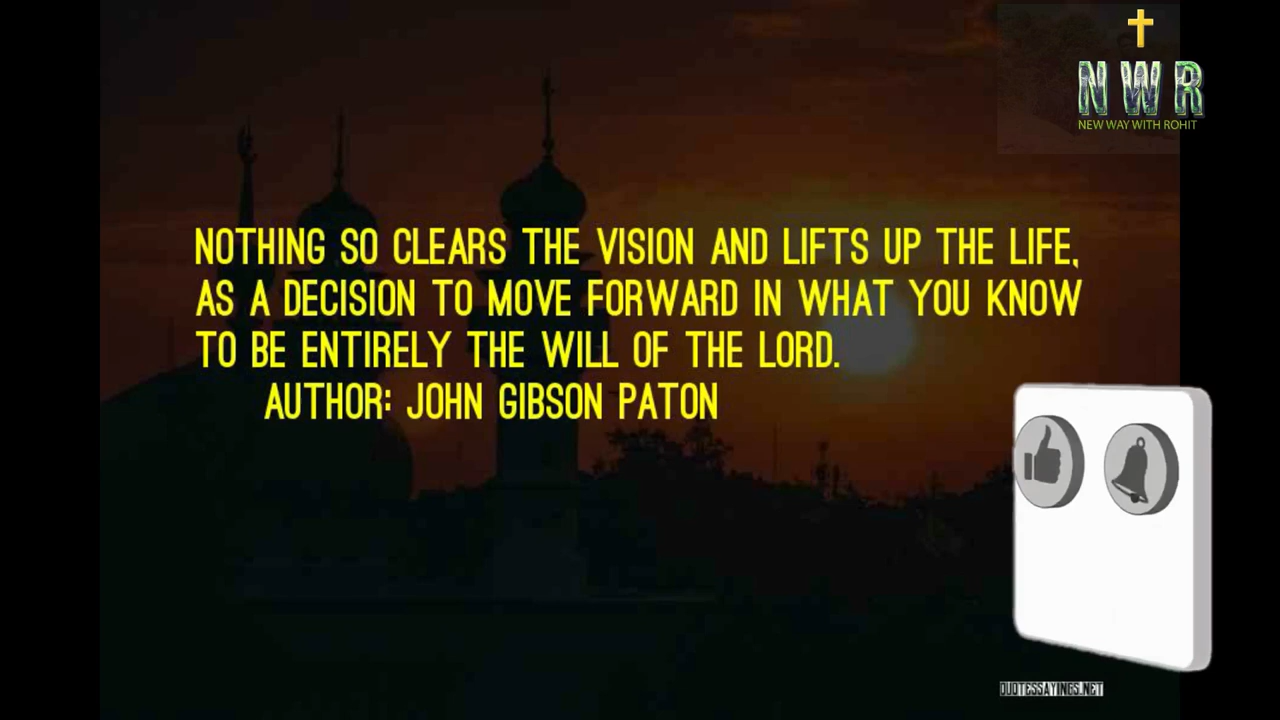 NWR
NEW WAY WITH ROHIT
NOTHING SO CLEARS THE VISION AND LIFTS UP THE LIFE,
AS A DECISION TO MOVE FORWARD IN WHAT YOU KNOW
TO BE ENTIRELY THE WILL OF THE LORD.
AUTHOR: JOHN GIBSON PATON
QUOTESSAYINGS.NET